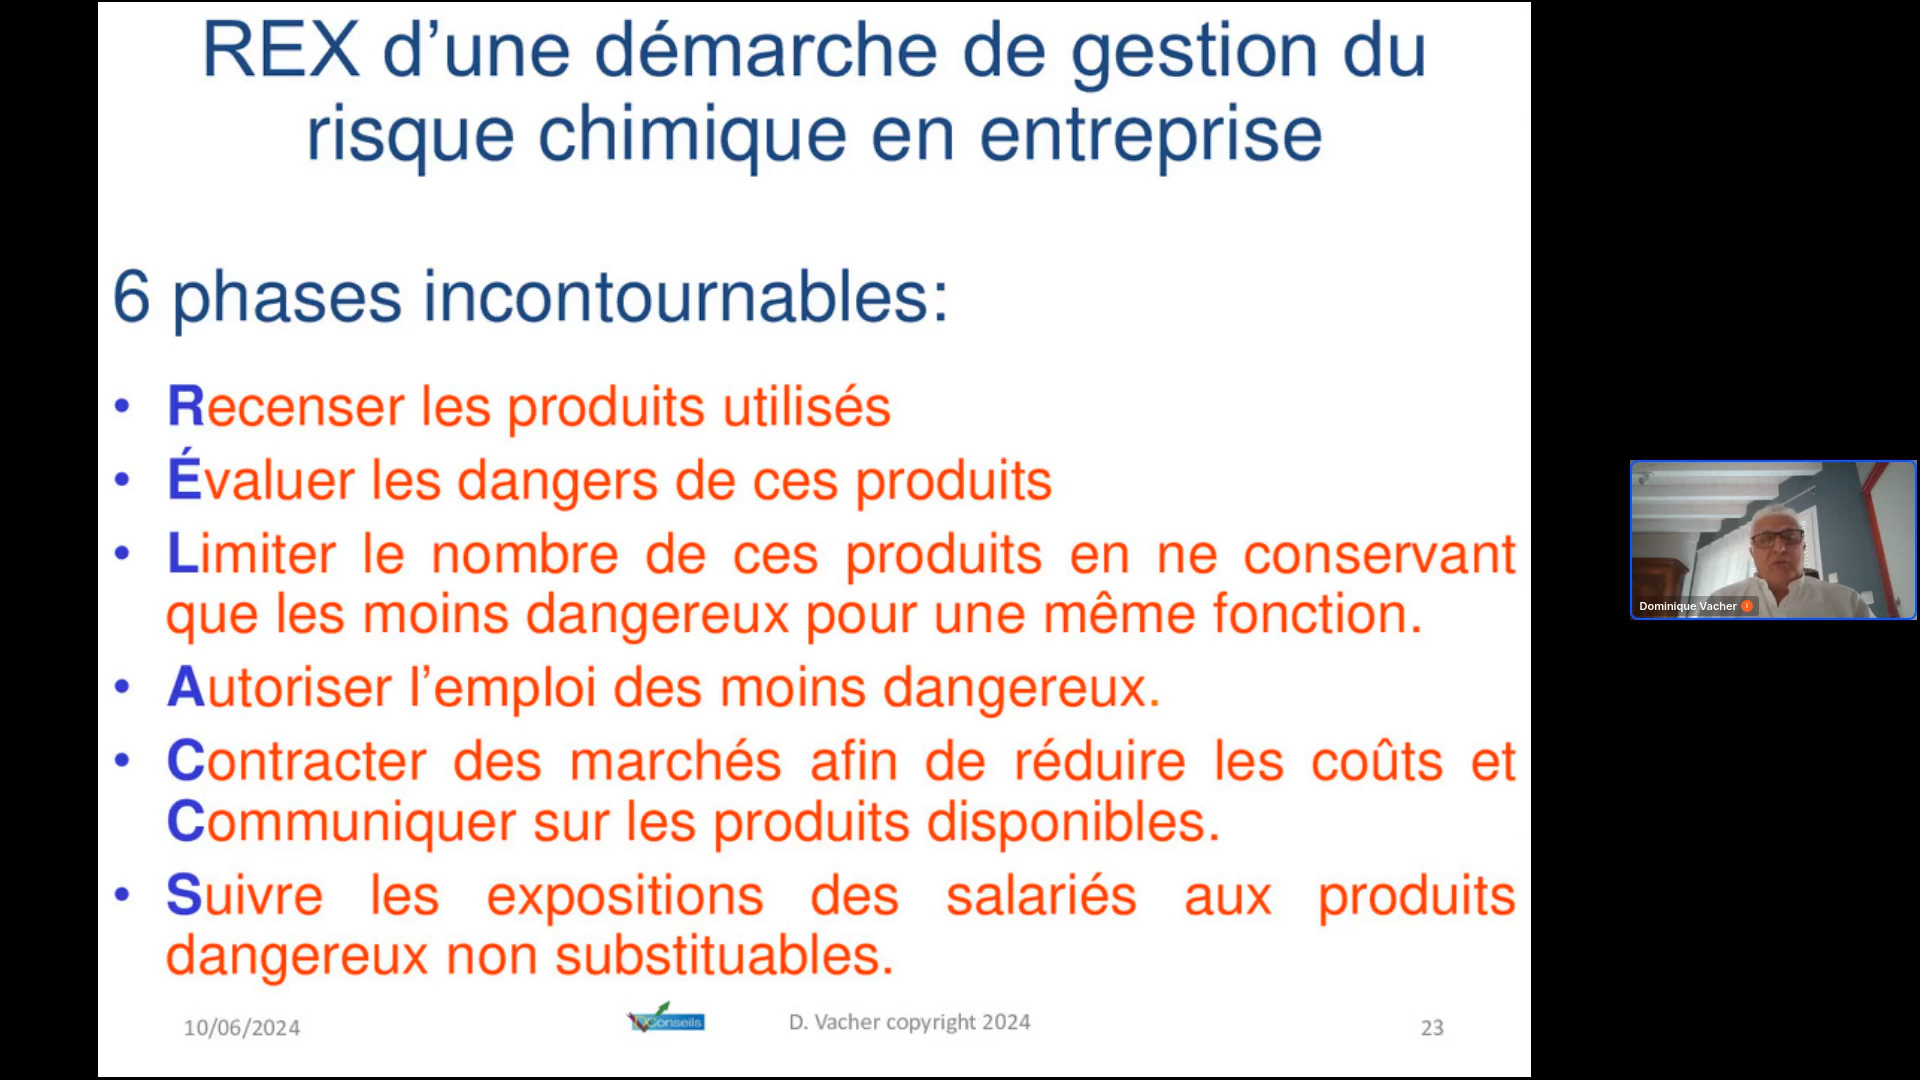 REX d’une démarche de gestion du
risque chimique en entreprise
6 phases incontournables:
• Recenser les produits utilisés
• Évaluer les dangers de ces produits
• Limiter le nombre de ces produits en ne conservant
que les moins dangereux pour une même fonction.
• Autoriser l’emploi des moins dangereux.
• Contracter des marchés afin de réduire les coûts et
Communiquer sur les produits disponibles.
• Suivre les expositions des salariés aux produits
dangereux non substituables.
10/06/2024
Conseils
D. Vacher copyright 2024
23
Dominique Vacher